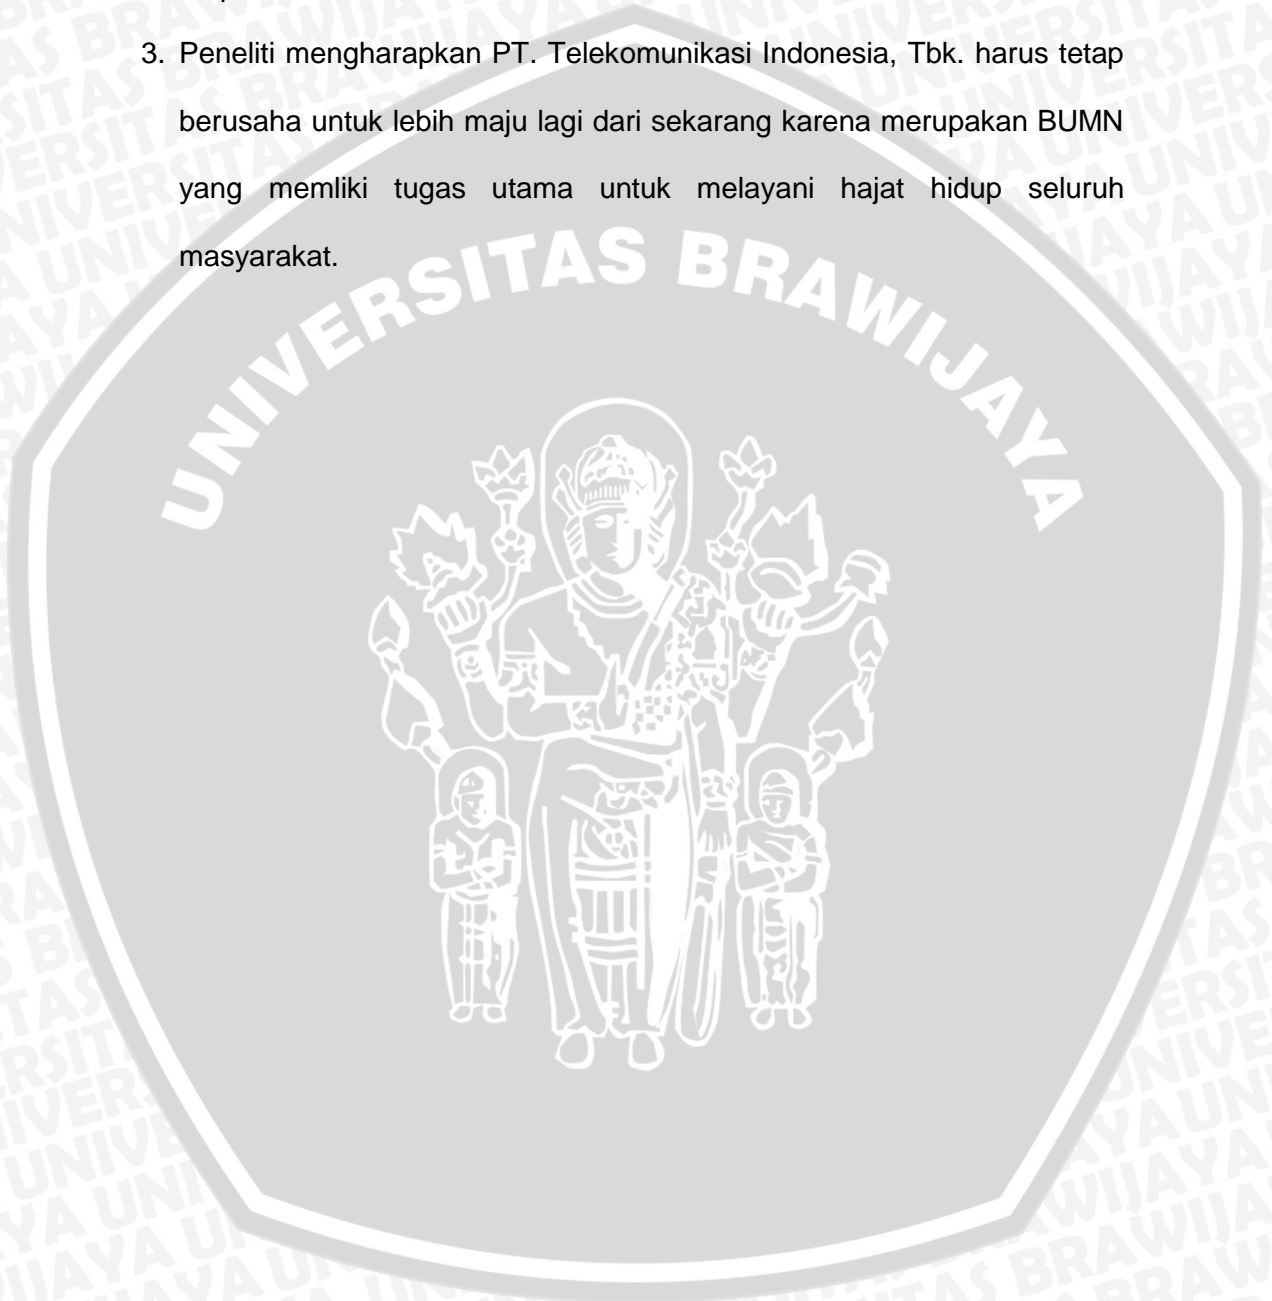 3. Peneliti mengharapkan PT. Telekomunikasi Indonesia, Tbk. harus tetap
berusaha untuk lebih maju lagi dari sekarang karena merupakan BUMN
yang memliki tugas utama untuk melayani hajat hidup seluruh
masyarakat.
UNIVERSITAS BRAWIJAYA